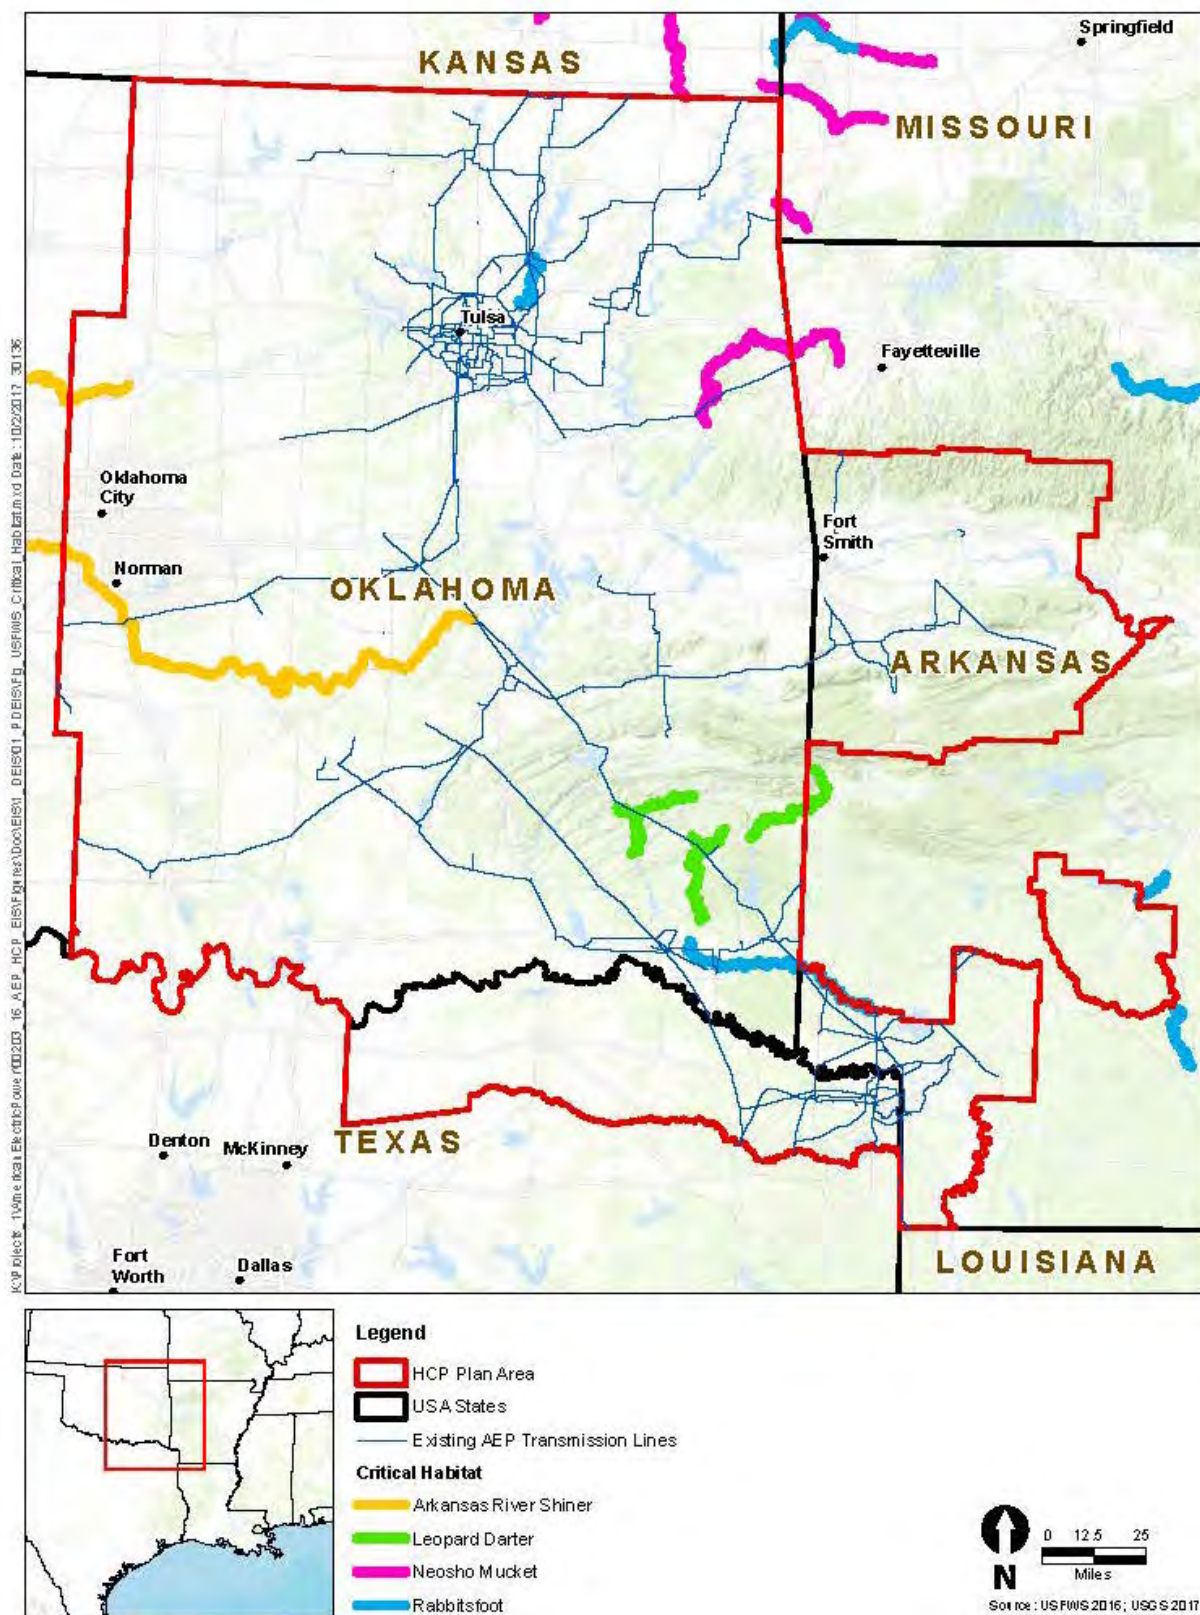 Springfield
KANSAS
MISSOURI
Tulsa
Fayetteville
Oklahoma
City
Fort
Smith
Norman
OKLAHOMA
ARKANSAS
Denton
McKinney
TEXAS
Fort
Worth
Dallas
LOUISIANA
Legend
HCP Plan Area
USA States
Existing AEP Transmission Lines
Critical Habitat
Arkansas River Shiner
Leopard Darter
Neosho Mucket
Rabbitsfoot
0 12.5 25
Miles
N
Source: USFWS 2016; USGS 2017